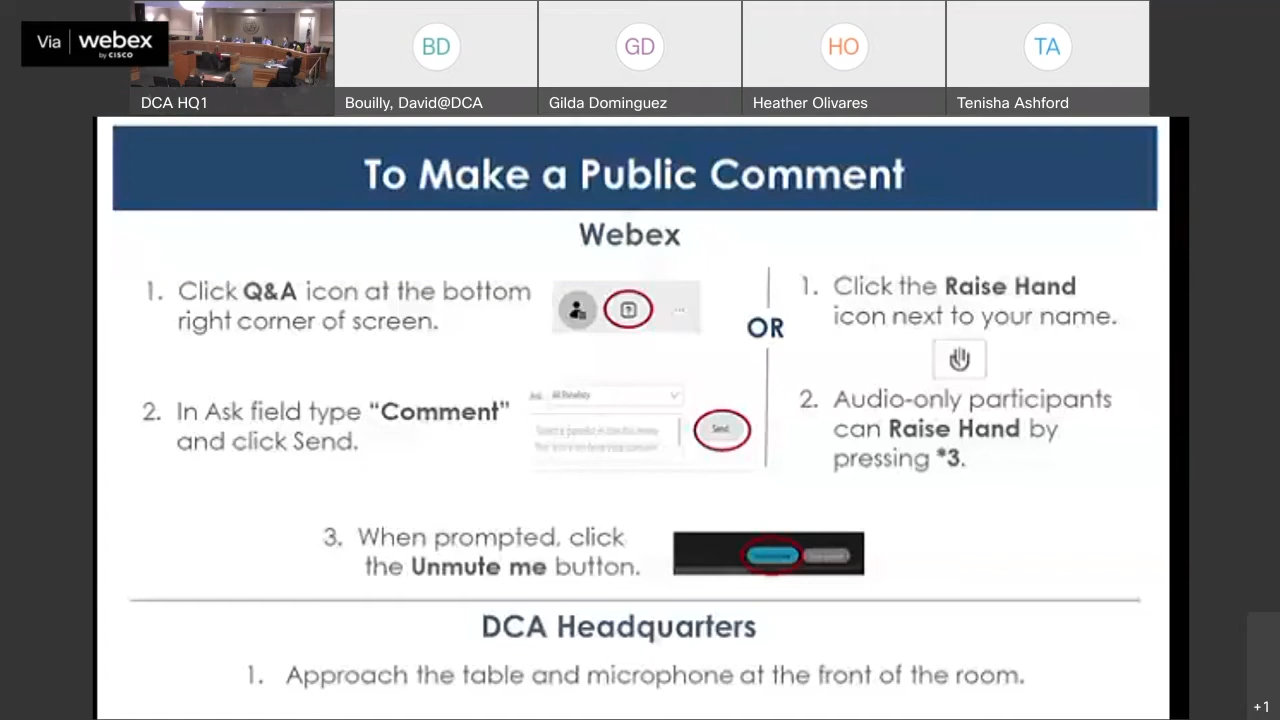 Via webex
by CISCO
BD
GD
HO
TA
DCA HQ1
Bouilly, David@DCA
Gilda Dominguez
Heather Olivares
Tenisha Ashford
To Make a Public Comment
Webex
1. Click Q&A icon at the bottom
right corner of screen.
2. In Ask field type “Comment”
and click Send.
Send
OR
1. Click the Raise Hand
icon next to your name.
2. Audio-only participants
can Raise Hand by
pressing *3.
3. When prompted, click
the Unmute me button.
DCA Headquarters
1. Approach the table and microphone at the front of the room.
+1